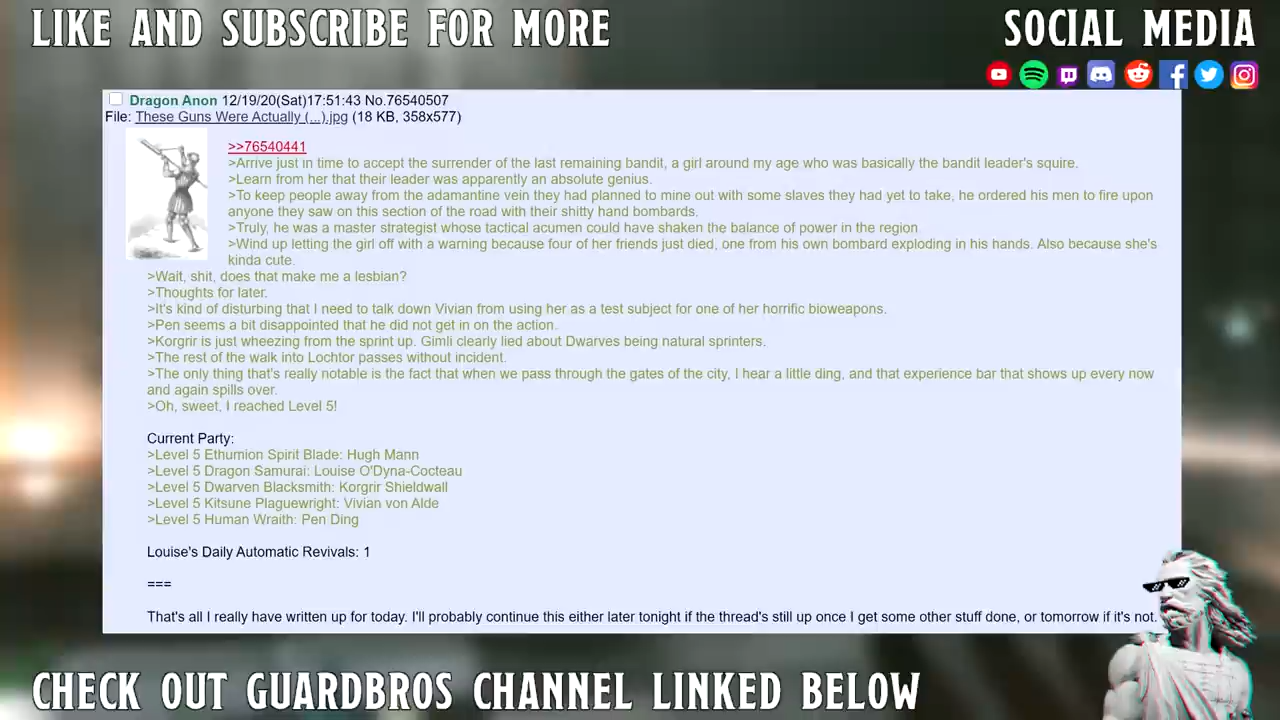 LIKE AND SUBSCRIBE FOR MORE
SOCIAL MEDIA
Dragon Anon 12/19/20(Sat)17:51:43 No.76540507
File: These Guns Were Actually (...).jpg (18 KB, 358x577)
>>76540441
>Arrive just in time to accept the surrender of the last remaining bandit, a girl around my age who was basically the bandit leader's squire.
>Learn from her that their leader was apparently an absolute genius.
>To keep people away from the adamantine vein they had planned to mine out with some slaves they had yet to take, he ordered his men to fire upon
anyone they saw on this section of the road with their shitty hand bombards.
>Truly, he was a master strategist whose tactical acumen could have shaken the balance of power in the region
>Wind up letting the girl off with a warning because four of her friends just died, one from his own bombard exploding in his hands. Also because she's
kinda cute.
>Wait, shit, does that make me a lesbian?
>Thoughts for later.
>It's kind of disturbing that I need to talk down Vivian from using her as a test subject for one of her horrific bioweapons.
>Pen seems a bit disappointed that he did not get in on the action.
>Korgrir is just wheezing from the sprint up. Gimli clearly lied about Dwarves being natural sprinters.
>The rest of the walk into Lochtor passes without incident.
>The only thing that's really notable is the fact that when we pass through the gates of the city, I hear a little ding, and that experience bar that shows up every now
and again spills over.
>Oh, sweet, I reached Level 5!
Current Party:
>Level 5 Ethumion Spirit Blade: Hugh Mann
>Level 5 Dragon Samurai: Louise O'Dyna-Cocteau
>Level 5 Dwarven Blacksmith: Korgrir Shieldwall
>Level 5 Kitsune Plaguewright: Vivian von Alde
>Level 5 Human Wraith: Pen Ding
Louise's Daily Automatic Revivals: 1
===
That's all I really have written up for today. I'll probably continue this either later tonight if the thread's still up once I get some other stuff done, or tomorrow if it's not.
CHECK OUT GUARDBROS CHANNEL LINKED BELOW